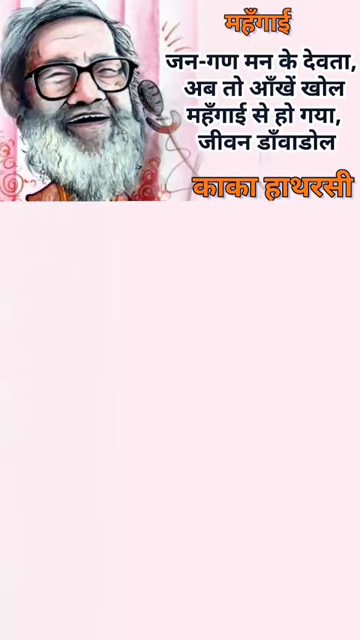 महँगाई
जन-गण मन के देवता,
अब तो आँखें खोल
महँगाई से हो गया,
जीवन डाँवाडोल
काका हाथरसी